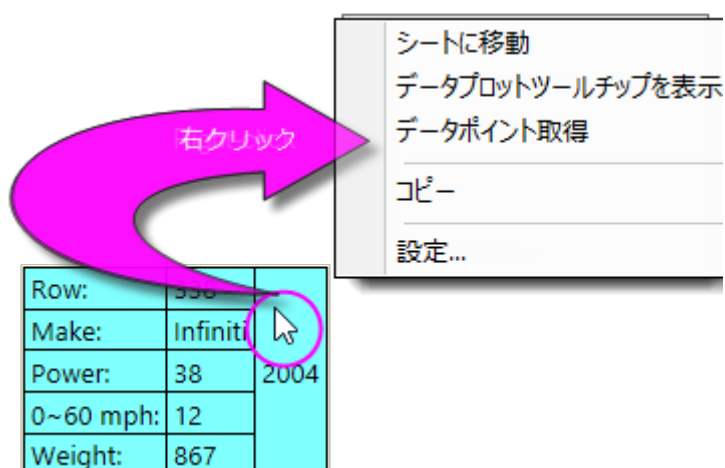 シートに移動
データプロットツールチップを表示
データポイント取得
コピー
設定...
右クリック
Row: 338
Make: Infiniti
Power: 38 2004
0~60 mph: 12
Weight: 867